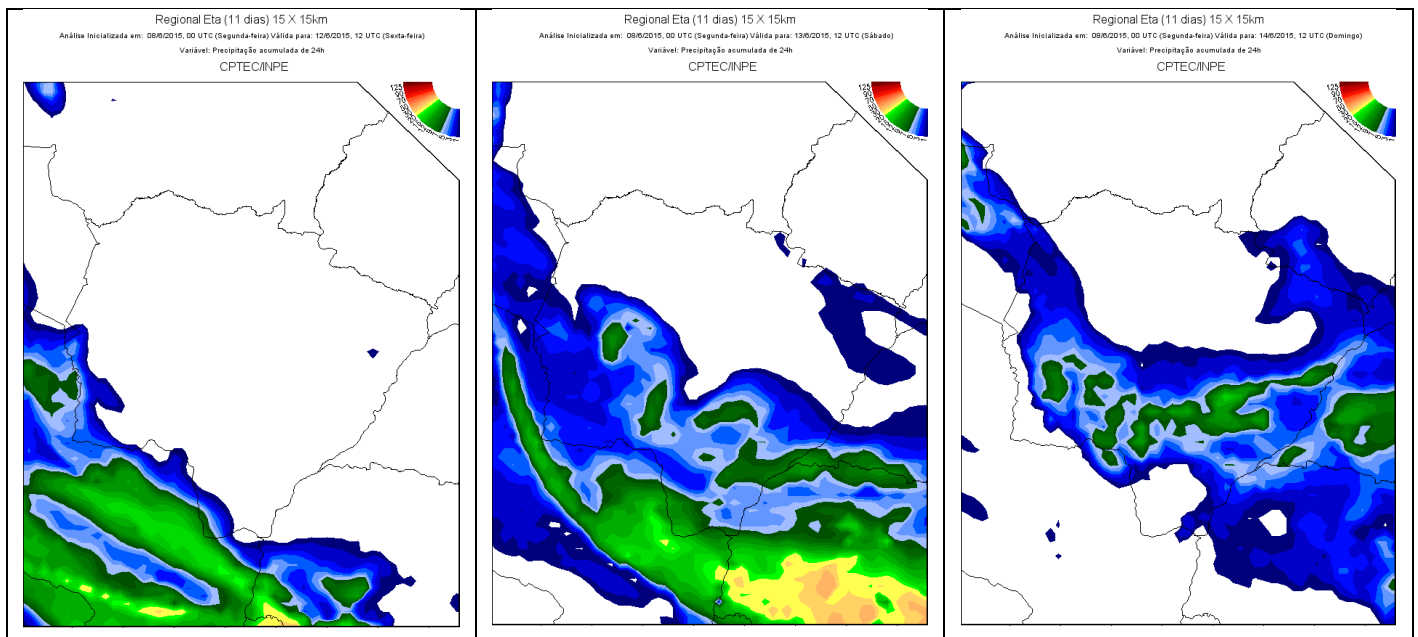 Regional Eta (11 dias) 15 X 15km
Análise Inicializada em: 08/6/2015, 00 UTC (Segunda-feira) Válida para: 12/6/2015, 12 UTC (Sexta-feira)
Variável: Precipitação acumulada de 24h
CPTEC/INPE
Regional Eta (11 dias) 15 X 15km
Análise Inicializada em: 08/6/2015, 00 UTC (Segunda-feira) Válida para: 13/6/2015, 12 UTC (Sábado)
Variável: Precipitação acumulada de 24h
CPTEC/INPE
Regional Eta (11 dias) 15 X 15km
Análise Inicializada em: 08/6/2015, 00 UTC (Segunda-feira) Válida para: 14/6/2015, 12 UTC (Domingo)
Variável: Precipitação acumulada de 24h
CPTEC/INPE